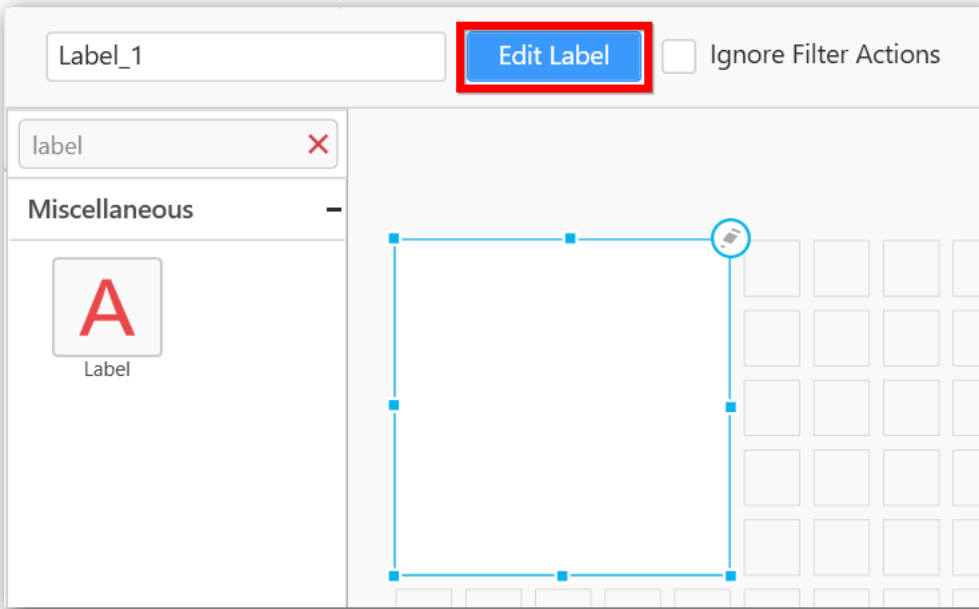 Label_1
Edit Label
Ignore Filter Actions
label
Miscellaneous
A
Label